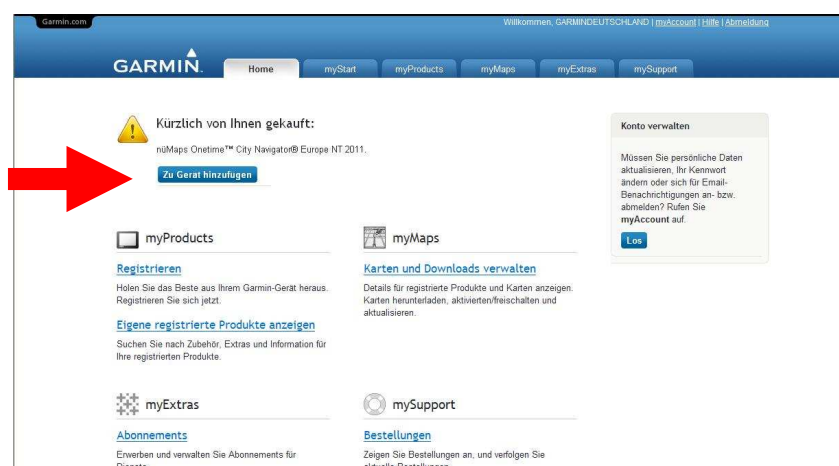 Garmin.com
Willkommen, GARMINDEUTSCHLAND | myAccount | Hilfe | Abmeldung
GARMIN.
Home
myStart
myProducts
myMaps
myExtras
mySupport
Kürzlich von Ihnen gekauft:
nüMaps Onetime™ City Navigator® Europe NT 2011.
Zu Gerät hinzufügen
Konto verwalten
Müssen Sie persönliche Daten
aktualisieren, Ihr Kennwort
ändern oder sich für Email-
Benachrichtigungen an- bzw.
abmelden? Rufen Sie
myAccount auf.
Los
myProducts
Registrieren
Holen Sie das Beste aus Ihrem Garmin-Gerät heraus.
Registrieren Sie sich jetzt.
Eigene registrierte Produkte anzeigen
Suchen Sie nach Zubehör, Extras und Information für
Ihre registrierten Produkte.
myMaps
Karten und Downloads verwalten
Details für registrierte Produkte und Karten anzeigen.
Karten herunterladen, aktivieren/freischalten und
aktualisieren.
myExtras
Abonnements
Erwerben und verwalten Sie Abonnements für
Dienste
mySupport
Bestellungen
Zeigen Sie Bestellungen an, und verfolgen Sie
aktuelle Bestellungen